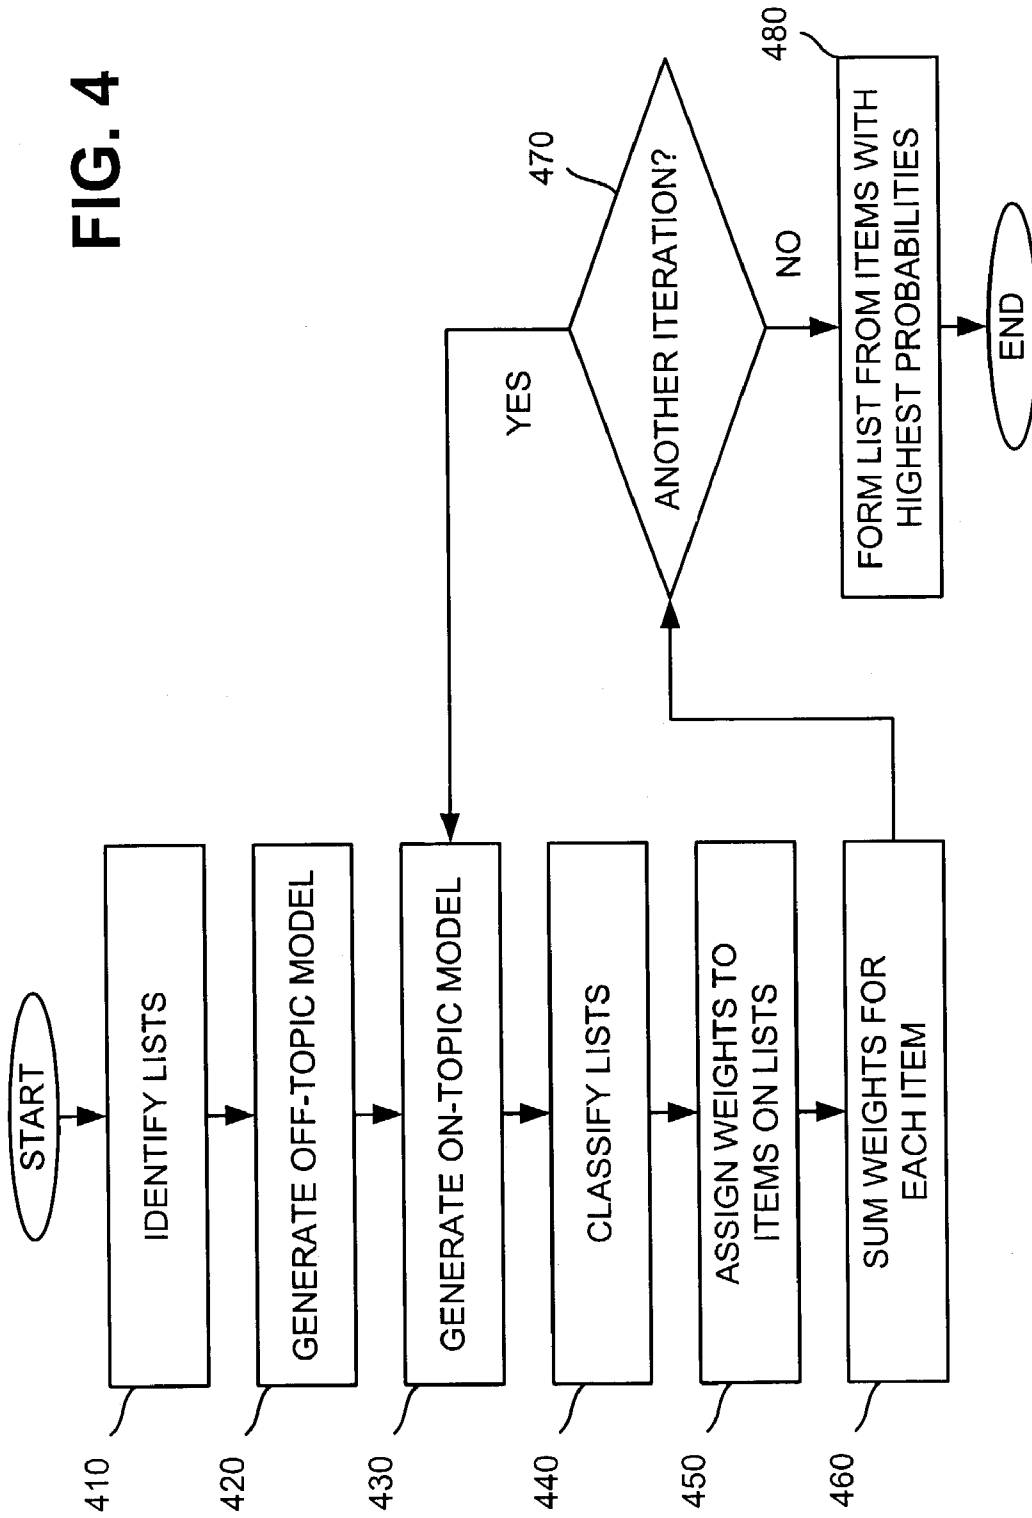 FIG. 4
START
410
IDENTIFY LISTS
420
GENERATE OFF-TOPIC MODEL
430
GENERATE ON-TOPIC MODEL
440
CLASSIFY LISTS
450
ASSIGN WEIGHTS TO
ITEMS ON LISTS
460
SUM WEIGHTS FOR
EACH ITEM
470
ANOTHER ITERATION?
YES
NO
480
FORM LIST FROM ITEMS WITH
HIGHEST PROBABILITIES
END